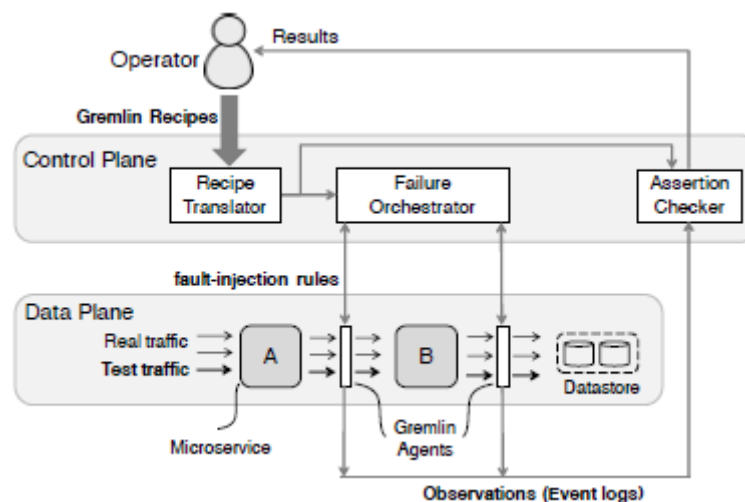 Results
Operator
Gremlin Recipes
Control Plane
Recipe
Translator
Failure
Orchestrator
Assertion
Checker
fault-injection rules
Data Plane
Real traffic
Test traffic
A
B
Datastore
Microservice
Gremlin
Agents
Observations (Event logs)